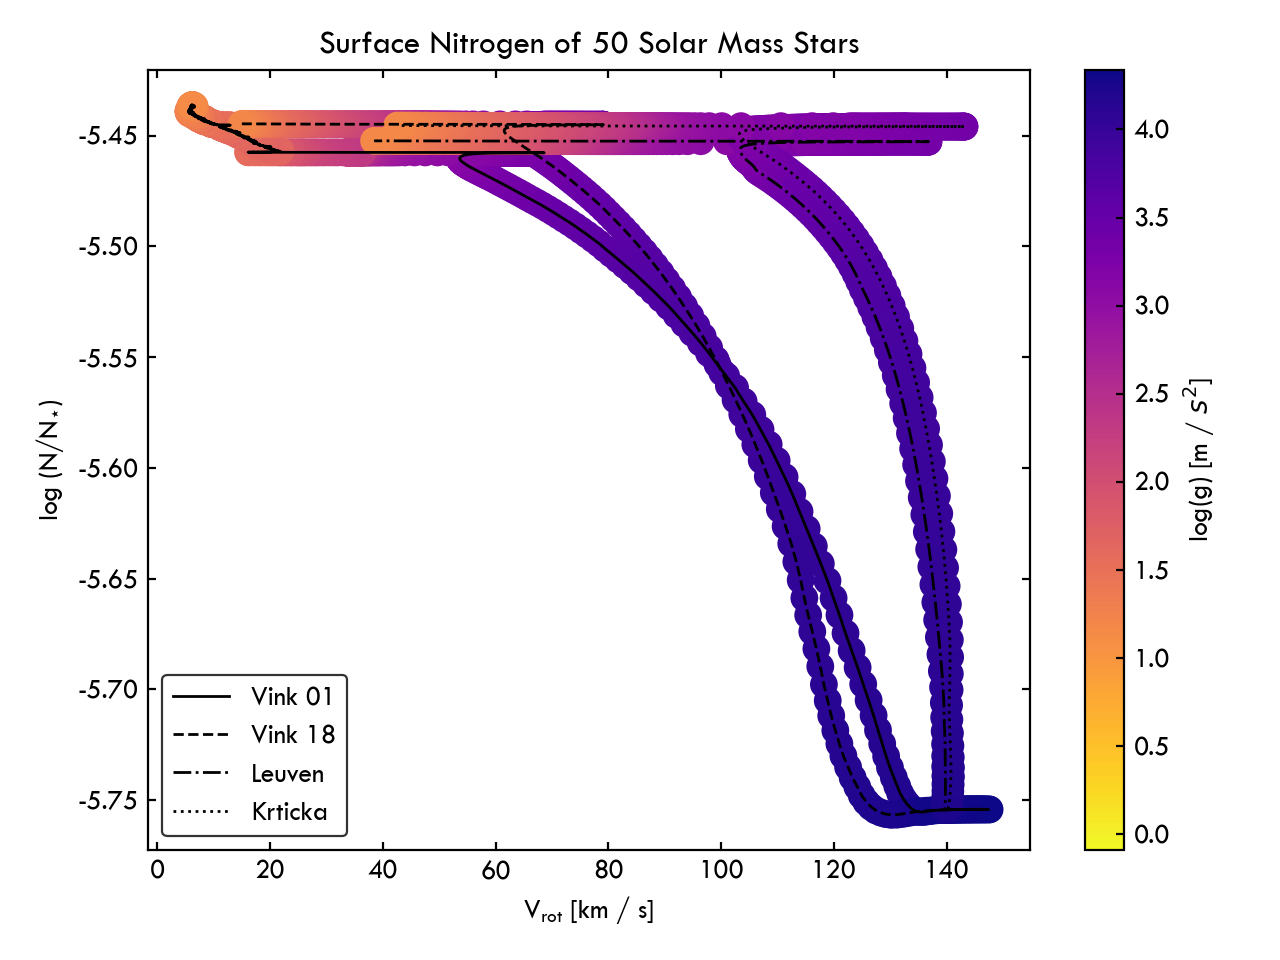 Surface Nitrogen of 50 Solar Mass Stars
-5.45
-5.50
-5.55
-5.60
-5.65
-5.70
-5.75
log (N/N⋆)
0 20 40 60 80 100 120 140
V_rot [km / s]
Vink 01
Vink 18
Leuven
Krticka
4.0
3.5
3.0
2.5
2.0
1.5
1.0
0.5
0.0
log(g) [m / s²]